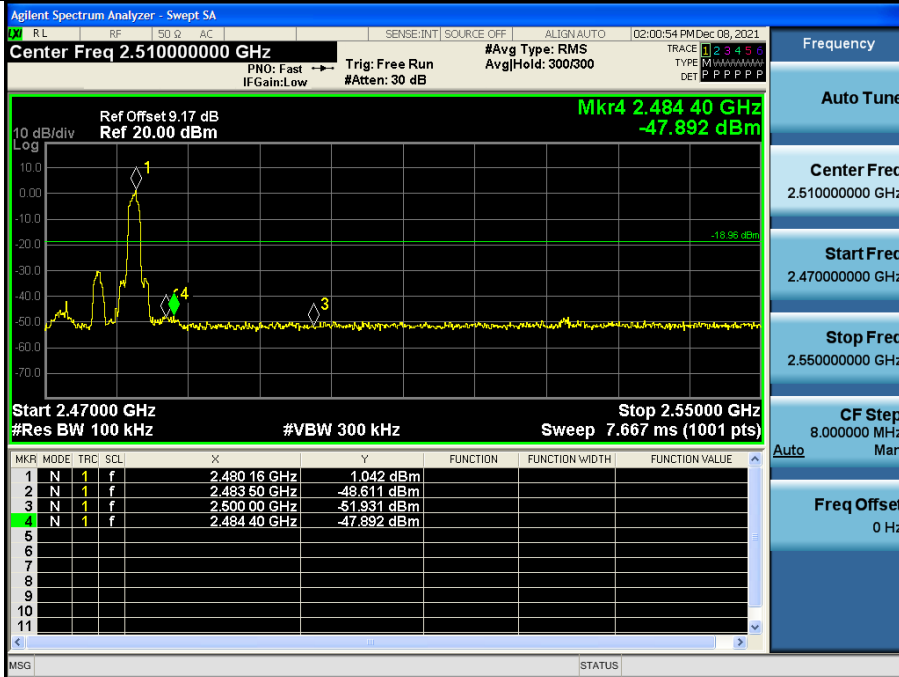 Agilent Spectrum Analyzer - Swept SA
LXI RL RF 50 Ω AC SENSE:INT SOURCE OFF ALIGN AUTO 02:00:54 PM Dec 08, 2021
Center Freq 2.510000000 GHz #Avg Type: RMS TRACE 1 2 3 4 5 6
PNO: Fast Trig: Free Run Avg|Hold: 300/300 TYPE MWWWWW
IFGain:Low #Atten: 30 dB DET P P P P P P
Frequency
Mkr4 2.484 40 GHz
-47.892 dBm
Ref Offset 9.17 dB
10 dB/div Ref 20.00 dBm
Log
10.0
0.00
-10.0
-20.0
-30.0
-40.0
-50.0
-60.0
-70.0
1
4
3
-18.96 dBm
Start 2.47000 GHz Stop 2.55000 GHz
#Res BW 100 kHz #VBW 300 kHz Sweep 7.667 ms (1001 pts)
MKR MODE TRC SCL X Y FUNCTION FUNCTION WIDTH FUNCTION VALUE
1 N 1 f 2.480 16 GHz 1.042 dBm
2 N 1 f 2.483 50 GHz -48.611 dBm
3 N 1 f 2.500 00 GHz -51.931 dBm
4 N 1 f 2.484 40 GHz -47.892 dBm
5
6
7
8
9
10
11
MSG STATUS
Auto Tune
Center Freq
2.510000000 GHz
Start Freq
2.470000000 GHz
Stop Freq
2.550000000 GHz
CF Step
8.000000 MHz
Auto Man
Freq Offset
0 Hz